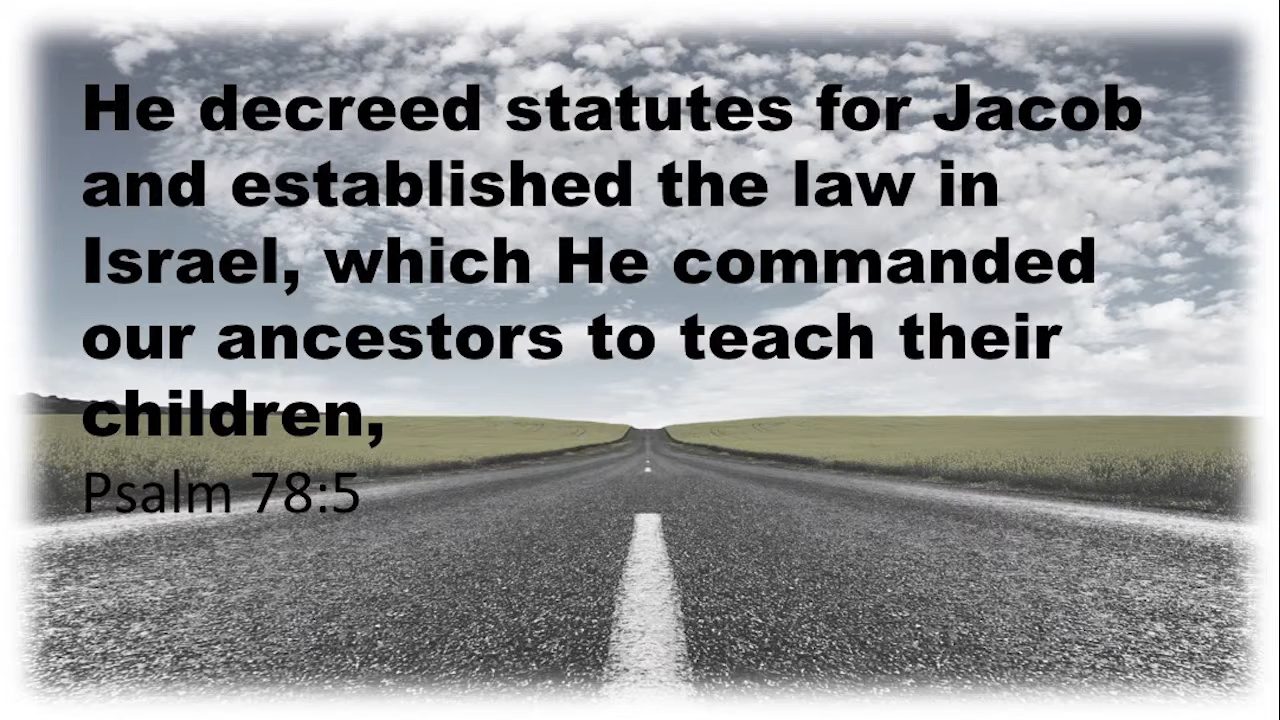 He decreed statutes for Jacob
and established the law in
Israel, which He commanded
our ancestors to teach their
children,
Psalm 78:5